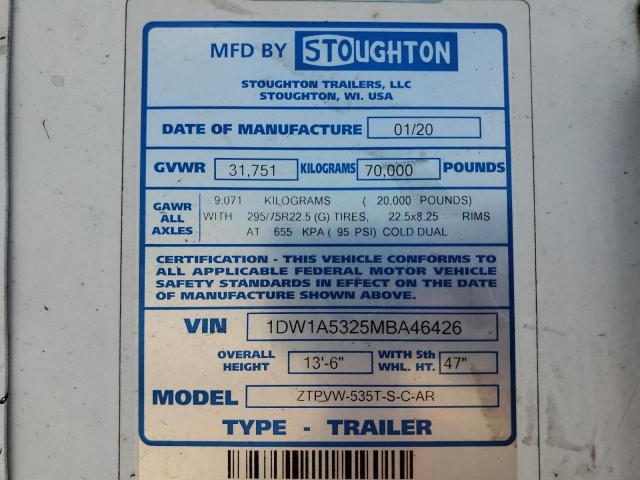 MFD BY STOUGHTON
STOUGHTON TRAILERS, LLC
STOUGHTON, WI. USA
DATE OF MANUFACTURE 01/20
GVWR 31,751 KILOGRAMS 70,000 POUNDS
GAWR ALL AXLES
9.071 KILOGRAMS ( 20,000 POUNDS)
WITH 295/75R22.5 (G) TIRES, 22.5x8.25 RIMS
AT 655 KPA ( 95 PSI) COLD DUAL
CERTIFICATION - THIS VEHICLE CONFORMS TO
ALL APPLICABLE FEDERAL MOTOR VEHICLE
SAFETY STANDARDS IN EFFECT ON THE DATE
OF MANUFACTURE SHOWN ABOVE.
VIN 1DW1A5325MBA46426
OVERALL HEIGHT 13'-6" WITH 5th WHL. HT. 47"
MODEL ZTPVW-535T-S-C-AR
TYPE - TRAILER